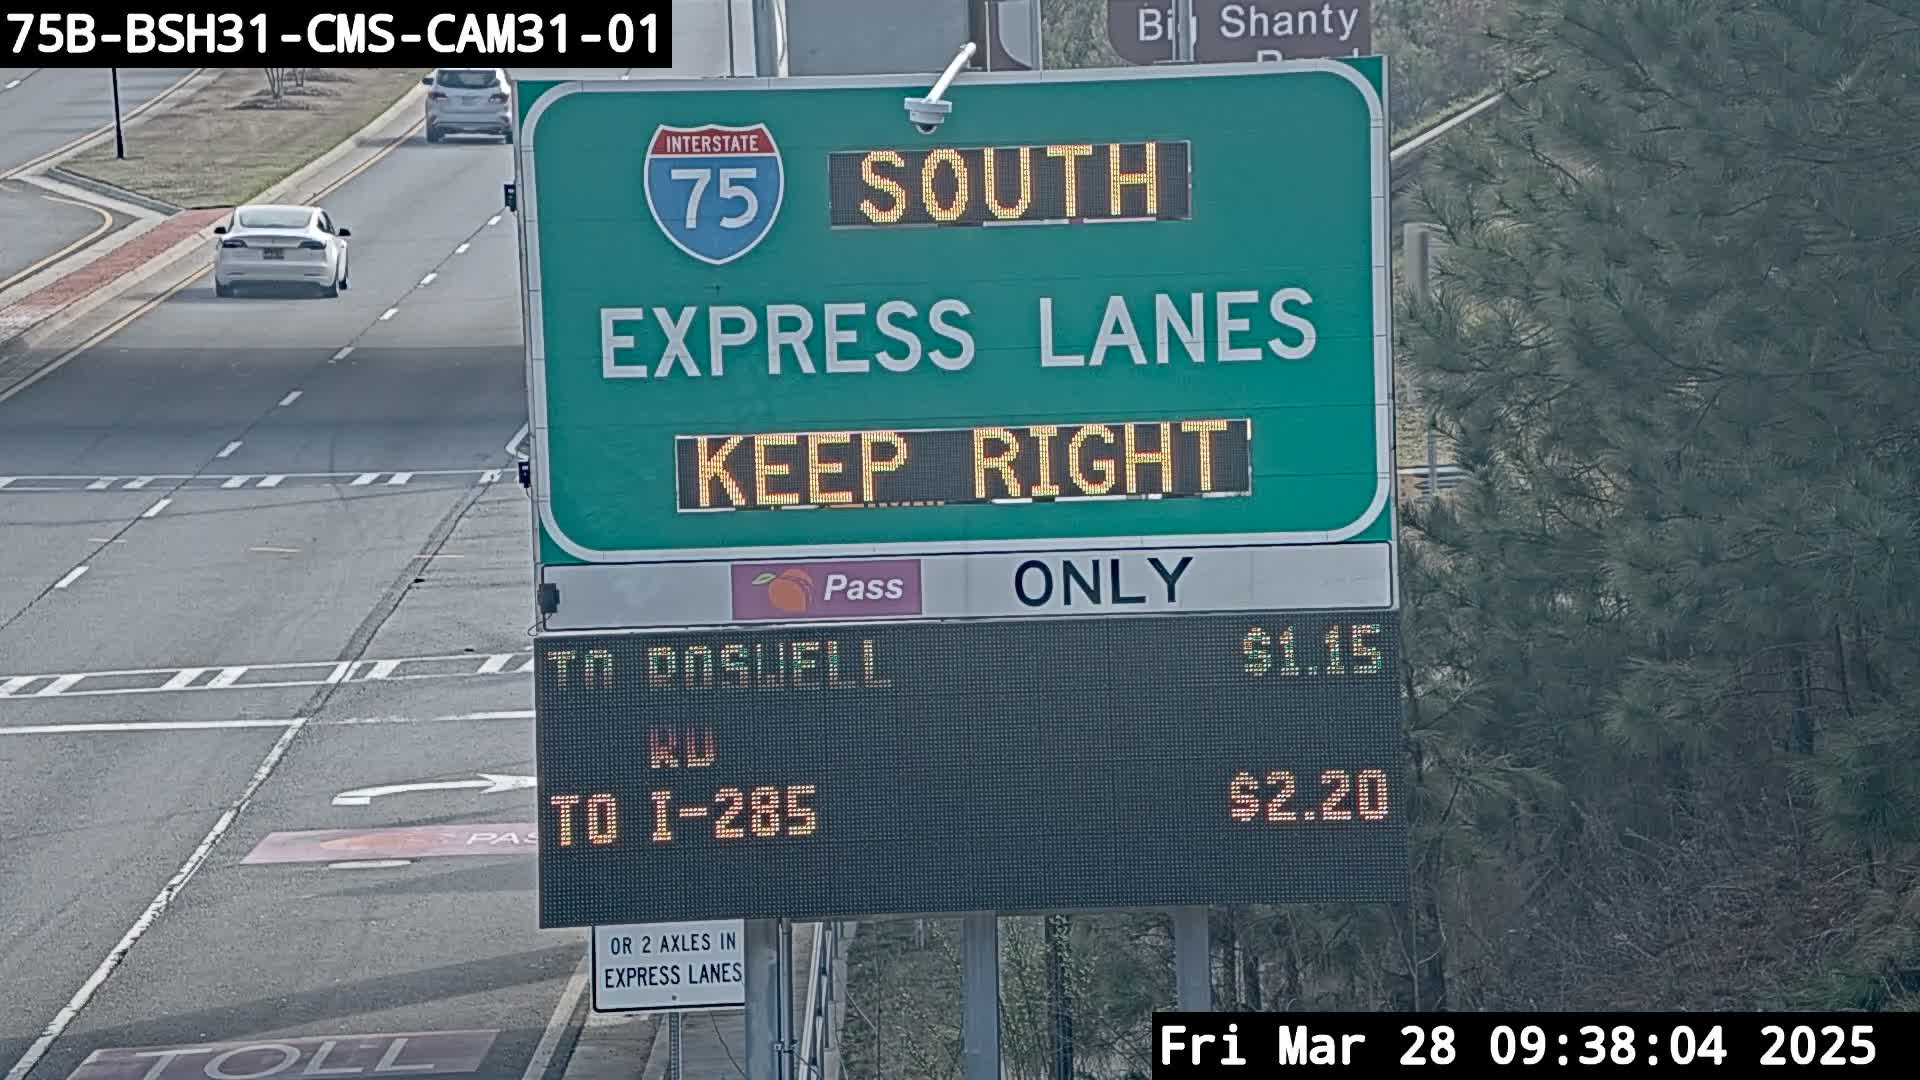 75B-BSH31-CMS-CAM31-01
Big Shanty
INTERSTATE
75
SOUTH
EXPRESS LANES
KEEP RIGHT
Pass ONLY
TO ROSWELL $1.15
RD
TO I-285 $2.20
PAS
OR 2 AXLES IN
EXPRESS LANES
TOLL
Fri Mar 28 09:38:04 2025